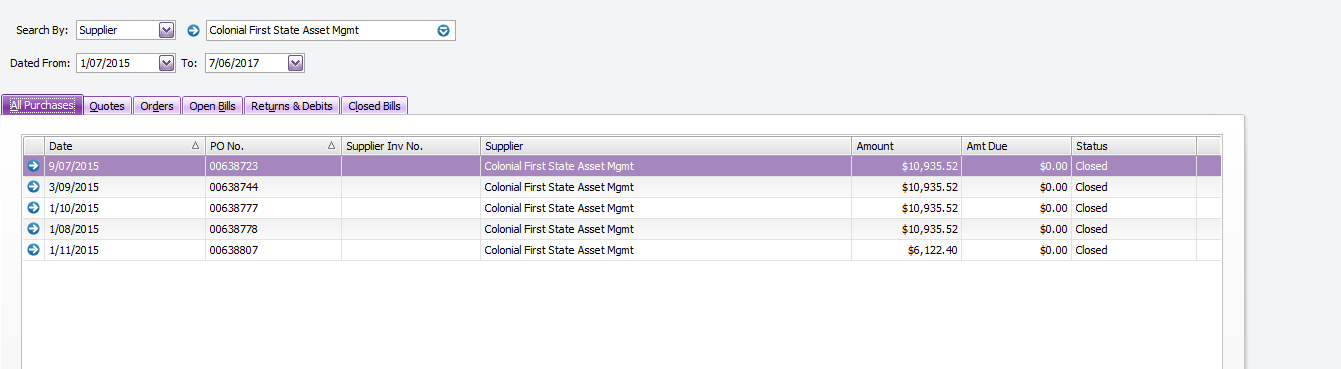 Search By: Supplier Colonial First State Asset Mgmt
Dated From: 1/07/2015 To: 7/06/2017
All Purchases Quotes Orders Open Bills Returns & Debits Closed Bills
Date PO No. Supplier Inv No. Supplier Amount Amt Due Status
9/07/2015 00638723 Colonial First State Asset Mgmt $10,935.52 $0.00 Closed
3/09/2015 00638744 Colonial First State Asset Mgmt $10,935.52 $0.00 Closed
1/10/2015 00638777 Colonial First State Asset Mgmt $10,935.52 $0.00 Closed
1/08/2015 00638778 Colonial First State Asset Mgmt $10,935.52 $0.00 Closed
1/11/2015 00638807 Colonial First State Asset Mgmt $6,122.40 $0.00 Closed